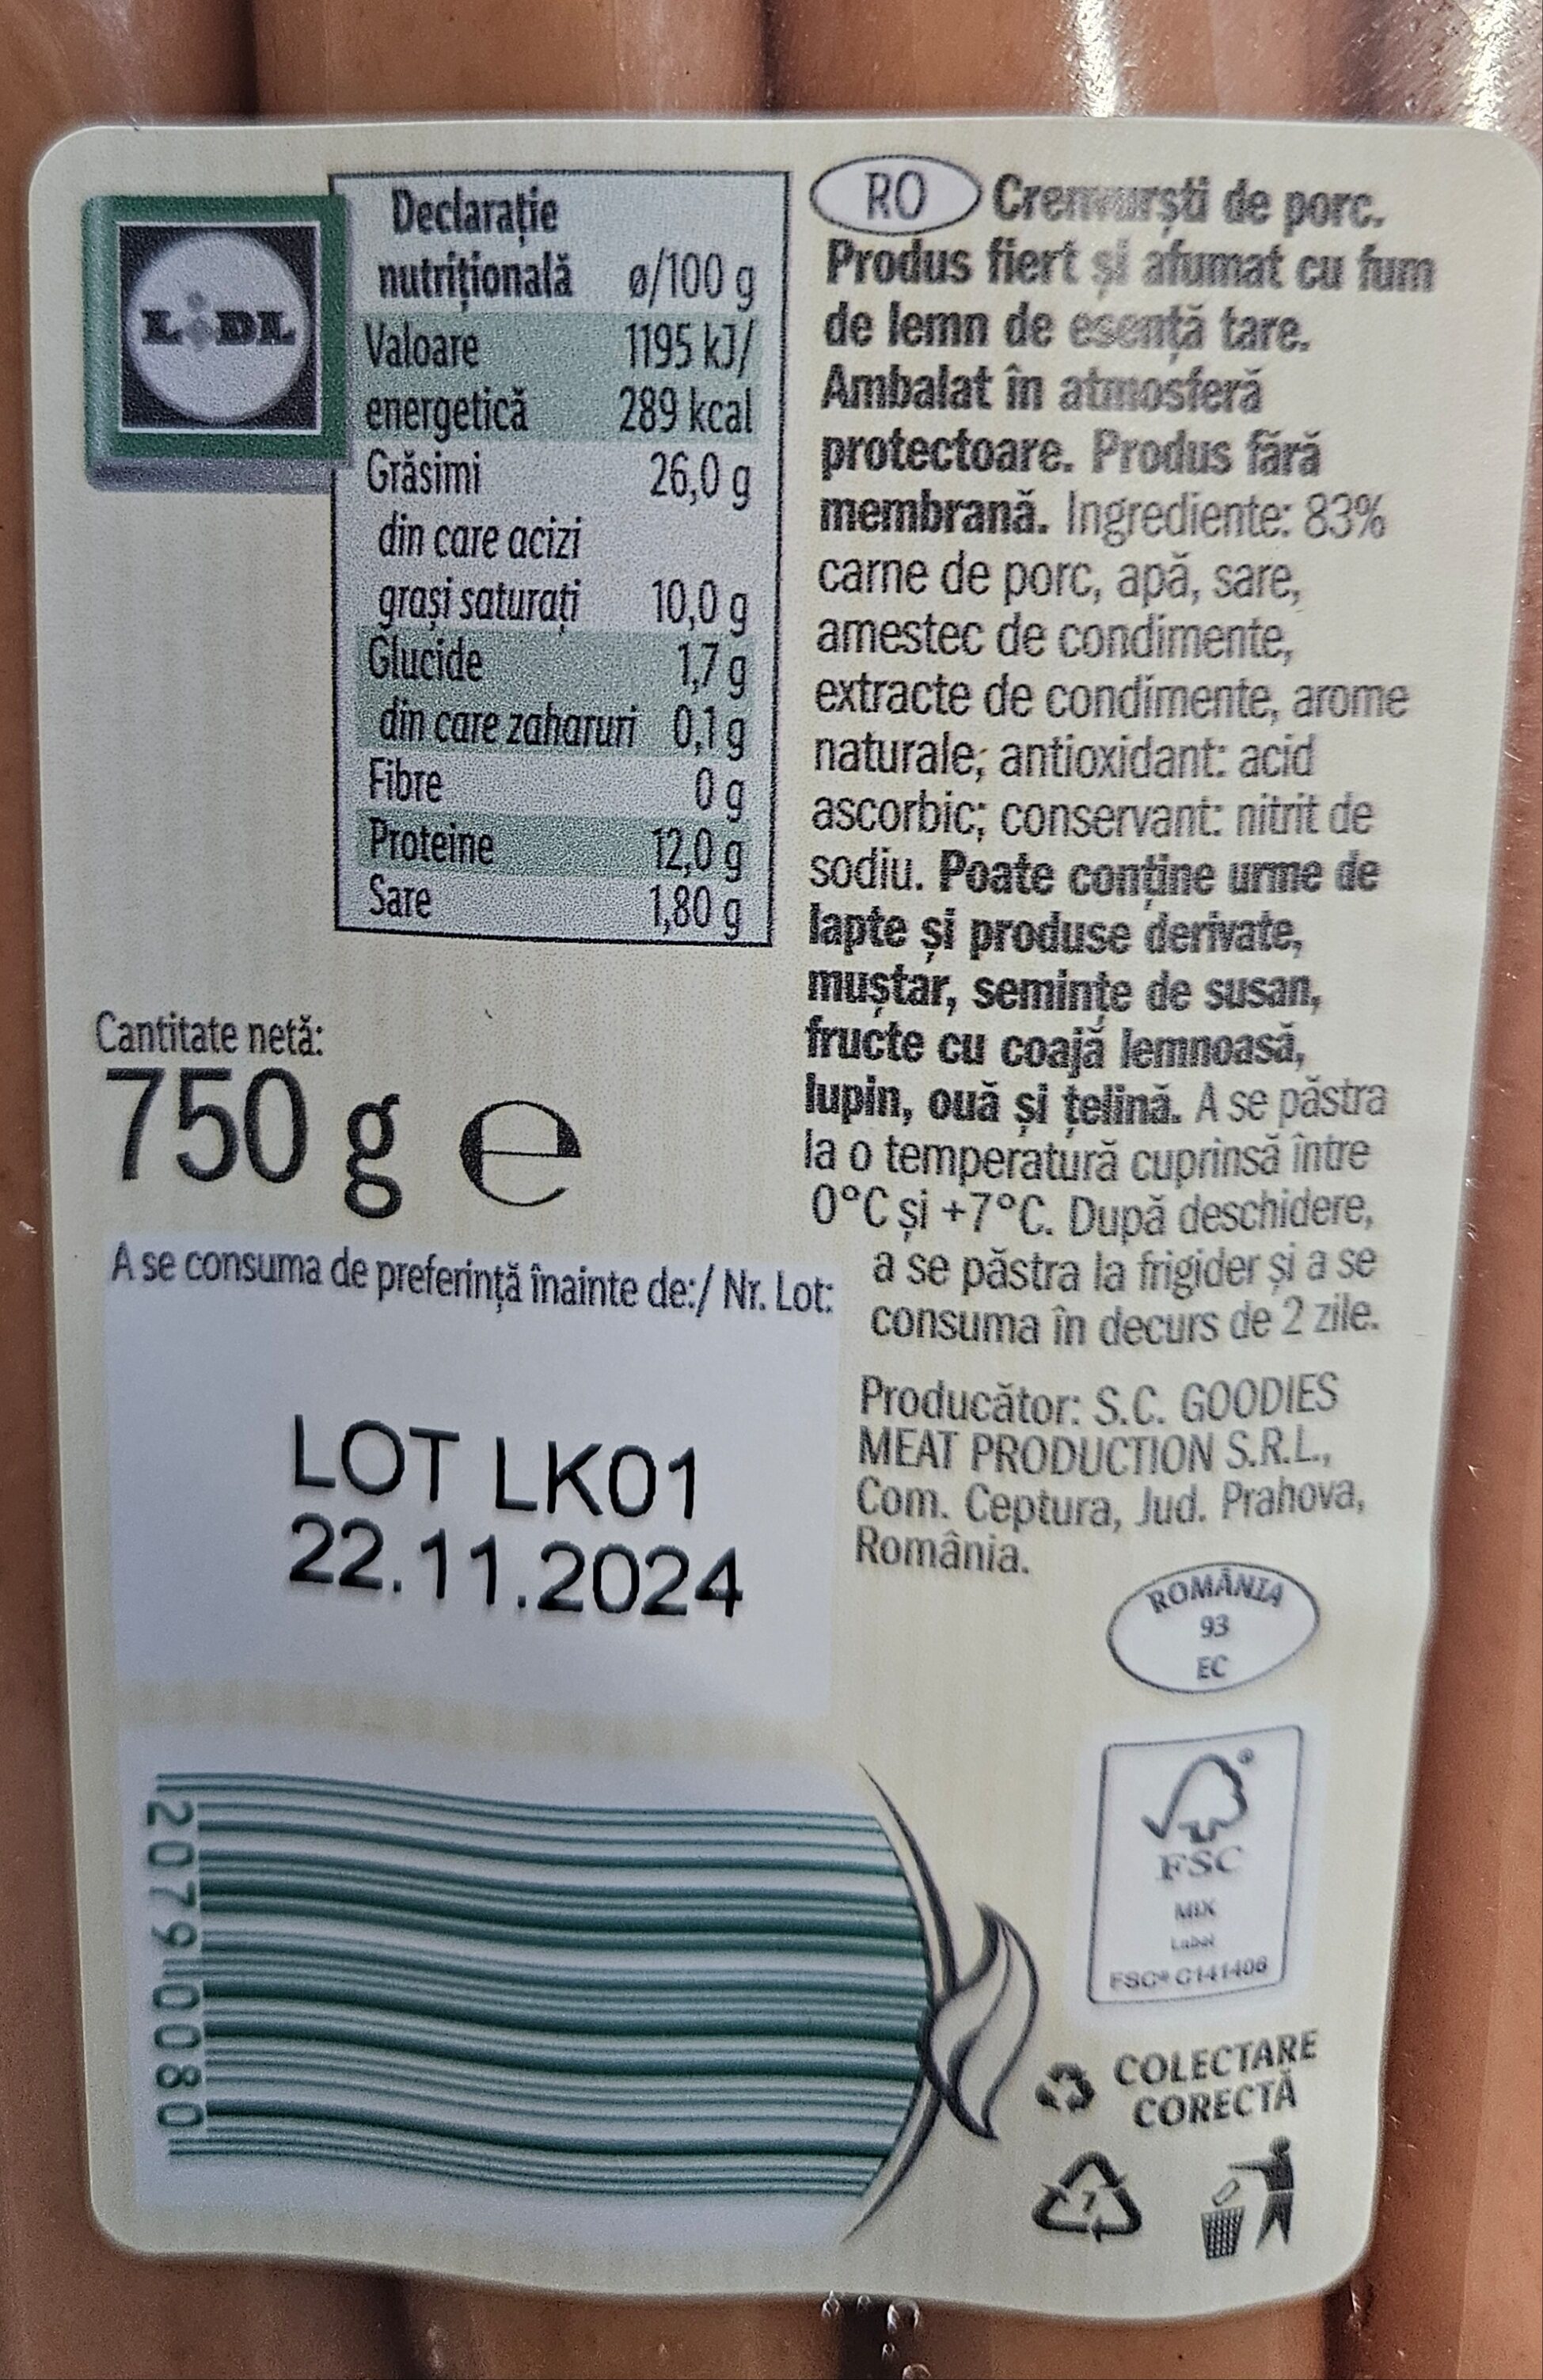 LIDL
Declarație
nutrițională ø/100 g
Valoare 1195 kJ/
energetică 289 kcal
Grăsimi 26,0 g
din care acizi
grași saturați 10,0 g
Glucide 1,7 g
din care zaharuri 0,1 g
Fibre 0 g
Proteine 12,0 g
Sare 1,80 g
Cantitate netă:
750 g e
A se consuma de preferință înainte de:/ Nr. Lot:
LOT LK01
22.11.2024
20790080
RO Crenvurști de porc.
Produs fiert și afumat cu fum
de lemn de esență tare.
Ambalat în atmosferă
protectoare. Produs fără
membrană. Ingrediente: 83%
carne de porc, apă, sare,
amestec de condimente,
extracte de condimente, arome
naturale; antioxidant: acid
ascorbic; conservant: nitrit de
sodiu. Poate conține urme de
lapte și produse derivate,
muștar, semințe de susan,
fructe cu coajă lemnoasă,
lupin, ouă și țelină. A se păstra
la o temperatură cuprinsă între
0°C și +7°C. După deschidere,
a se păstra la frigider și a se
consuma în decurs de 2 zile.
Producător: S.C. GOODIES
MEAT PRODUCTION S.R.L.,
Com. Ceptura, Jud. Prahova,
România.
ROMÂNIA
93
EC
FSC
MIX
Label
FSC® C141406
COLECTARE
CORECTĂ
7